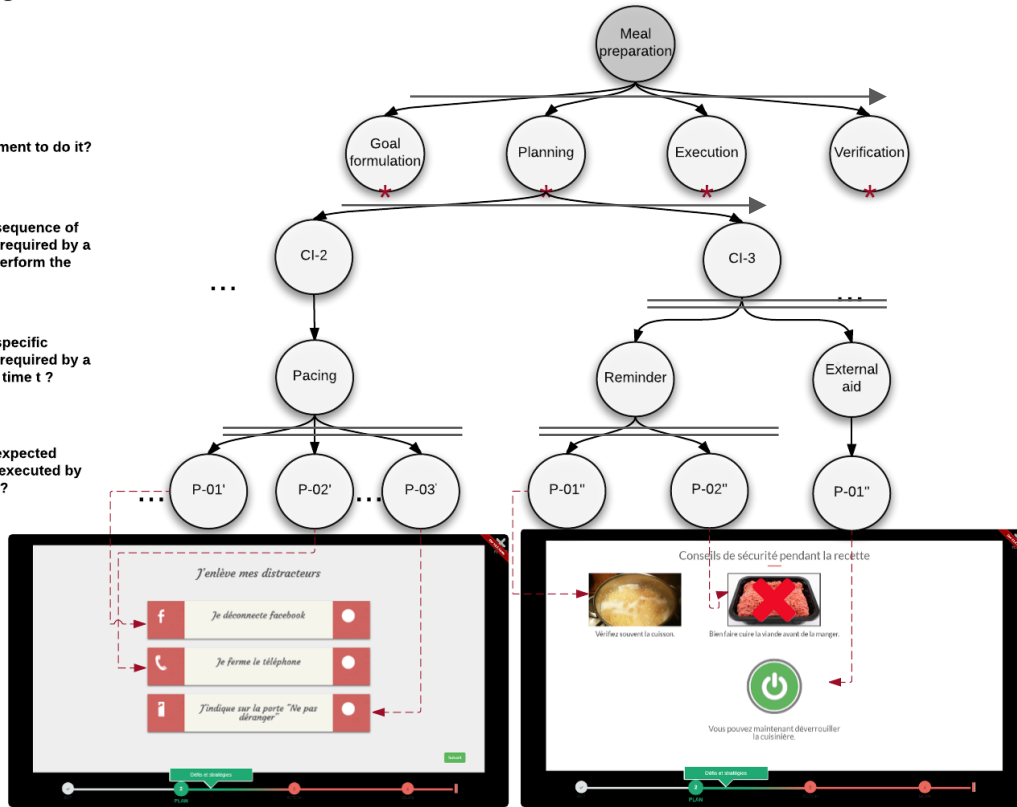 Meal
preparation
ment to do it?
Goal
formulation
Planning
Execution
Verification
*
*
*
*
sequence of
required by a
perform the
CI-2
CI-3
...
...
specific
required by a
time t ?
Pacing
Reminder
External
aid
expected
executed by
?
...
P-01'
P-02'
...
P-03'
P-01"
P-02"
P-01"
J'enlève mes distracteurs
Je déconnecte facebook
Je ferme le téléphone
J'indique sur la porte "Ne pas
déranger"
Défis et stratégies
2
PLAN
Conseils de sécurité pendant la recette
Vérifiez souvent la cuisson.
Bien faire cuire la viande avant de la manger.
Vous pouvez maintenant déverrouiller
la cuisinière.
Défis et stratégies
2
PLAN